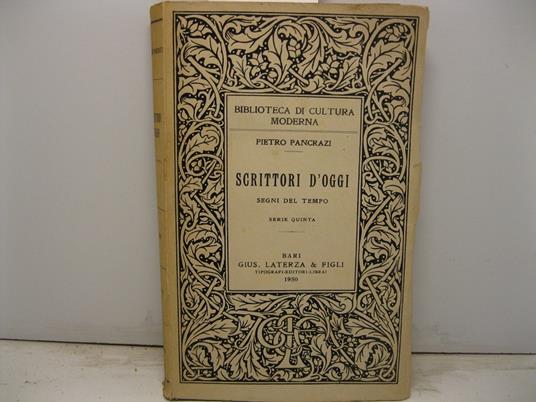 BIBLIOTECA DI CULTURA
MODERNA
PIETRO PANCRAZI
SCRITTORI D'OGGI
SEGNI DEL TEMPO
SERIE QUINTA
BARI
GIUS. LATERZA & FIGLI
TIPOGRAFI-EDITORI-LIBRAI
1950